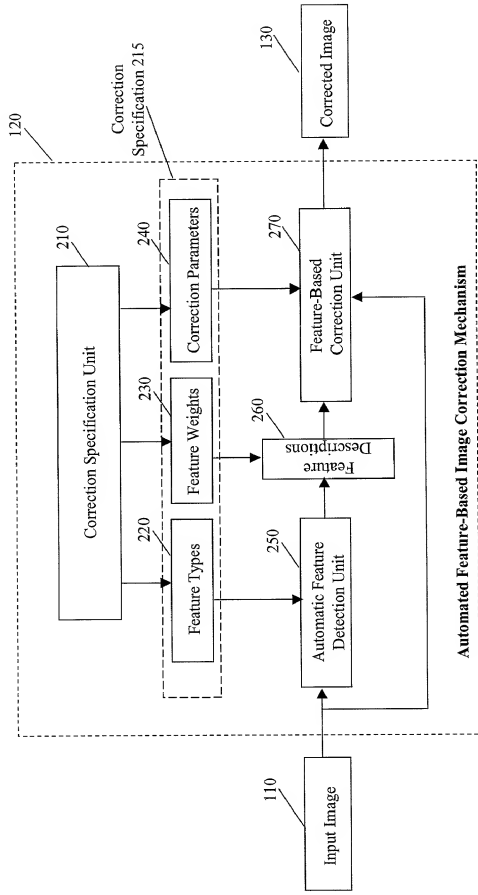 120
Correction
Specification 215
210
Correction Specification Unit
220
Feature Types
230
Feature Weights
240
Correction Parameters
110
Input Image
250
Automatic Feature
Detection Unit
260
Feature
Descriptions
270
Feature-Based
Correction Unit
130
Corrected Image
Automated Feature-Based Image Correction Mechanism